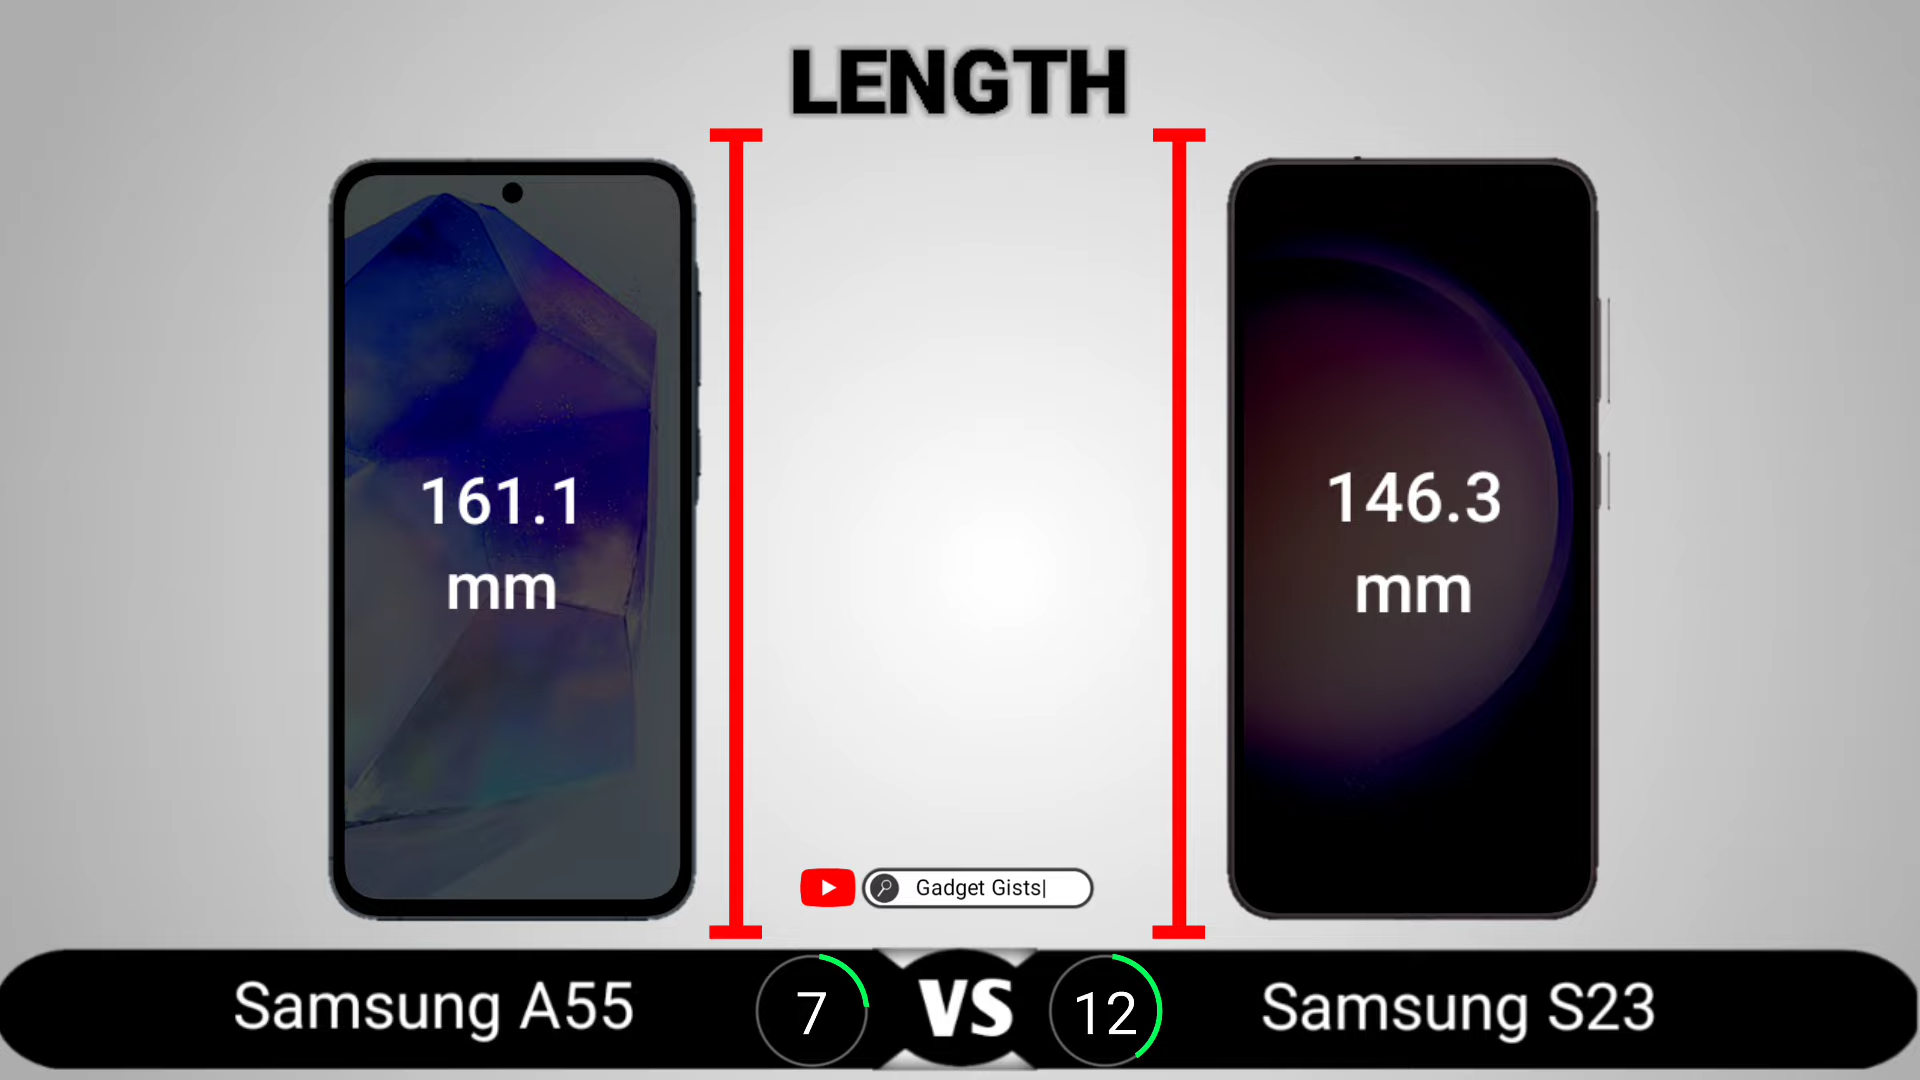 LENGTH
161.1
mm
146.3
mm
Gadget Gists|
Samsung A55
7
VS
12
Samsung S23